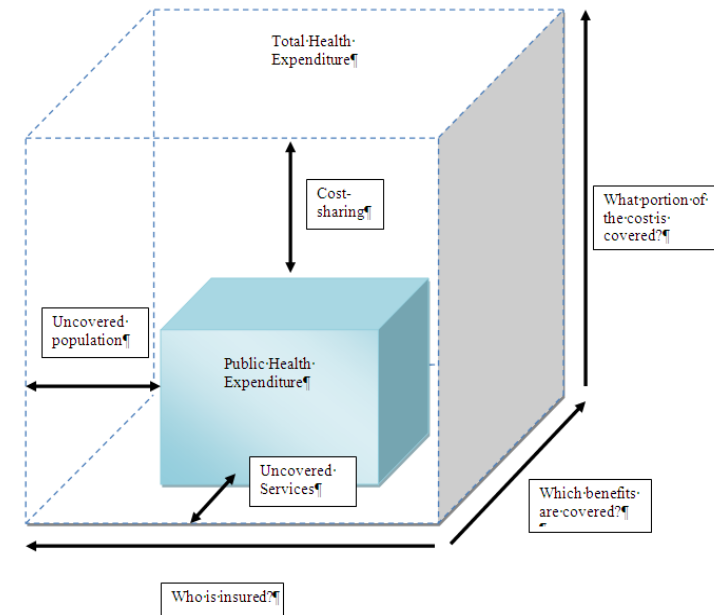 Total·Health·
Expenditure¶
Cost-
sharing¶
What·portion·of·
the·cost·is·
covered?¶
Uncovered·
population¶
Public·Health·
Expenditure¶
Uncovered·
Services¶
Which·benefits·
are·covered?¶
¶
Who·is·insured?¶